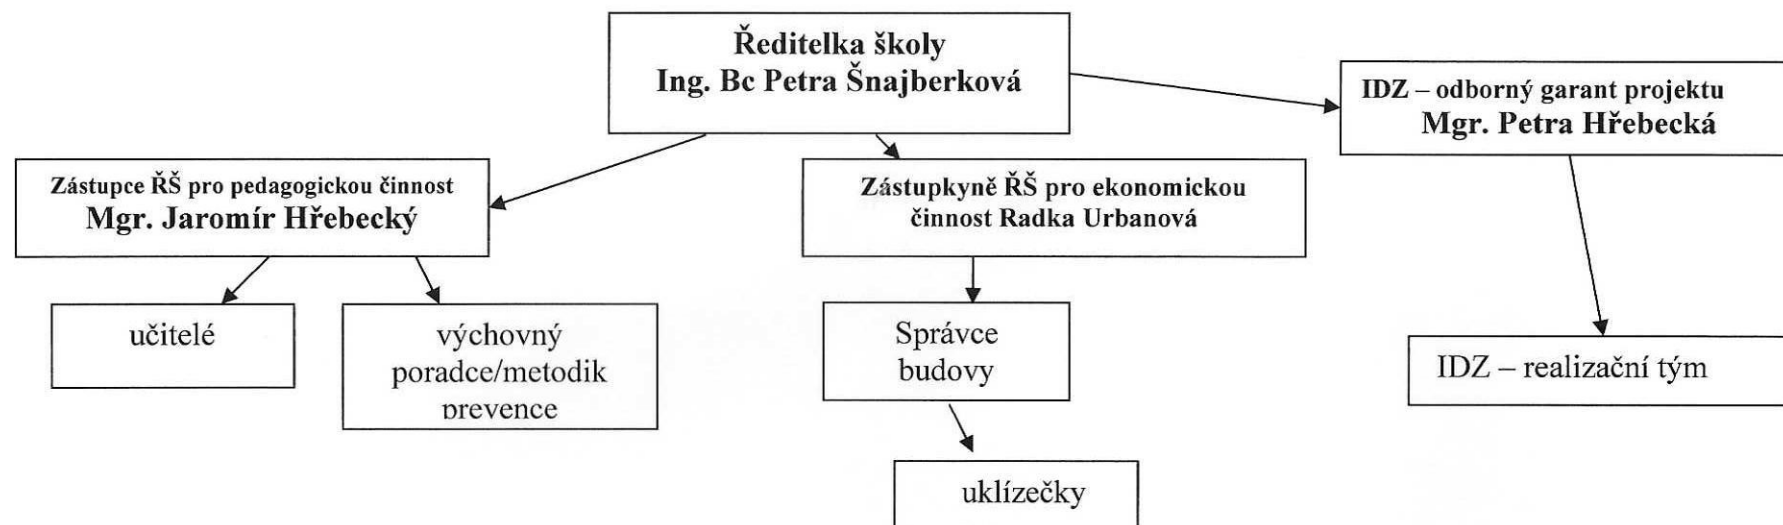 Ředitelka školy
Ing. Bc Petra Šnajberková
IDZ – odborný garant projektu
Mgr. Petra Hřebecká
Zástupce ŘŠ pro pedagogickou činnost
Mgr. Jaromír Hřebecký
Zástupkyně ŘŠ pro ekonomickou
činnost Radka Urbanová
učitelé
výchovný
poradce/metodik
prevence
Správce
budovy
IDZ – realizační tým
uklízečky